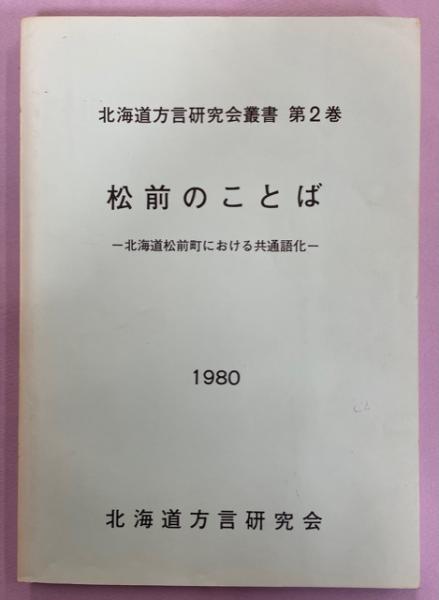 北海道方言研究会叢書 第2巻
松前のことば
ー北海道松前町における共通語化ー
1980
北海道方言研究会